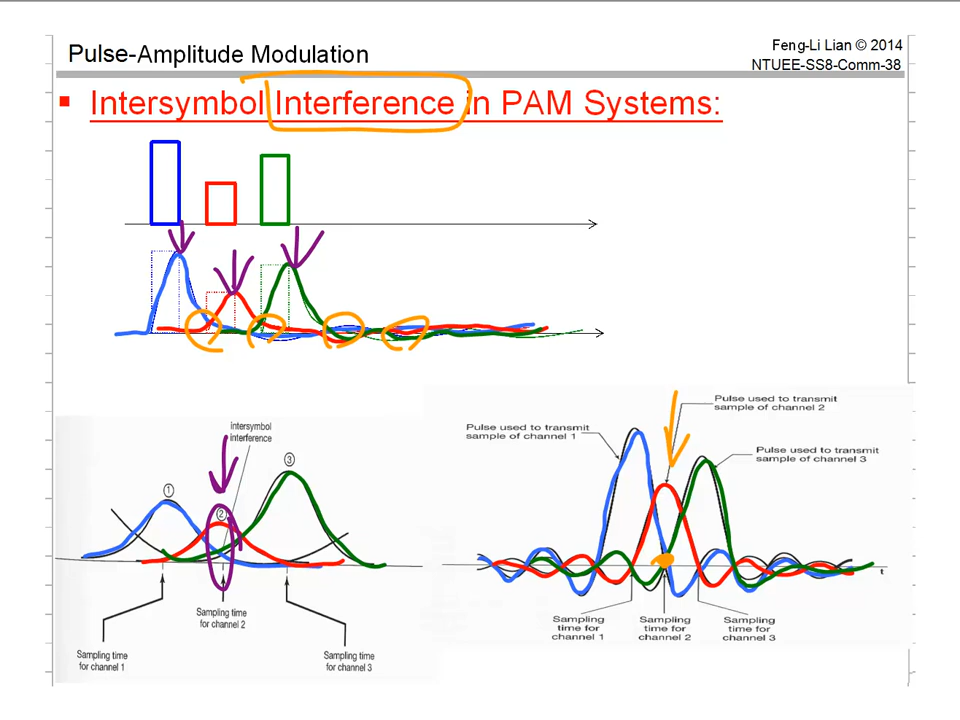 Pulse-Amplitude Modulation
Feng-Li Lian © 2014
NTUEE-SS8-Comm-38
Intersymbol Interference in PAM Systems:
Intersymbol
interference
①
②
③
Sampling time
for channel 1
Sampling time
for channel 2
Sampling time
for channel 3
Pulse used to transmit
sample of channel 1
Pulse used to transmit
sample of channel 2
Pulse used to transmit
sample of channel 3
t
Sampling
time for
channel 1
Sampling
time for
channel 2
Sampling
time for
channel 3